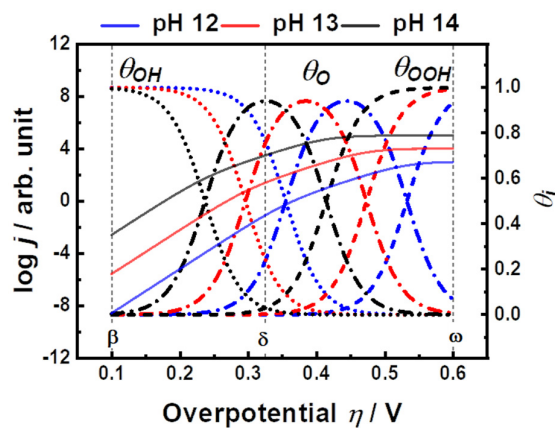 pH 12 pH 13 pH 14
θOH θO θOOH
log j / arb. unit
12
8
4
0
-4
-8
-12
θi
1.0
0.8
0.6
0.4
0.2
0.0
β δ ω
0.1 0.2 0.3 0.4 0.5 0.6
Overpotential η / V